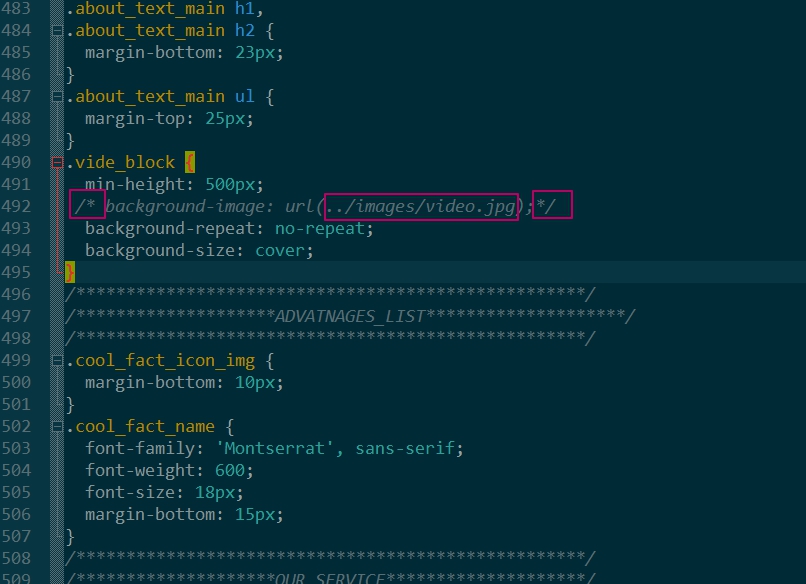 483 .about_text_main h1,
484 .about_text_main h2 {
485 margin-bottom: 23px;
486 }
487 .about_text_main ul {
488 margin-top: 25px;
489 }
490 .vide_block {
491 min-height: 500px;
492 /* background-image: url(../images/video.jpg);*/
493 background-repeat: no-repeat;
494 background-size: cover;
495 }
496 /***************************************************/
497 /********************ADVATNAGES_LIST********************/
498 /***************************************************/
499 .cool_fact_icon_img {
500 margin-bottom: 10px;
501 }
502 .cool_fact_name {
503 font-family: 'Montserrat', sans-serif;
504 font-weight: 600;
505 font-size: 18px;
506 margin-bottom: 15px;
507 }
508 /***************************************************/
509 /********************OUR SERVICE********************/